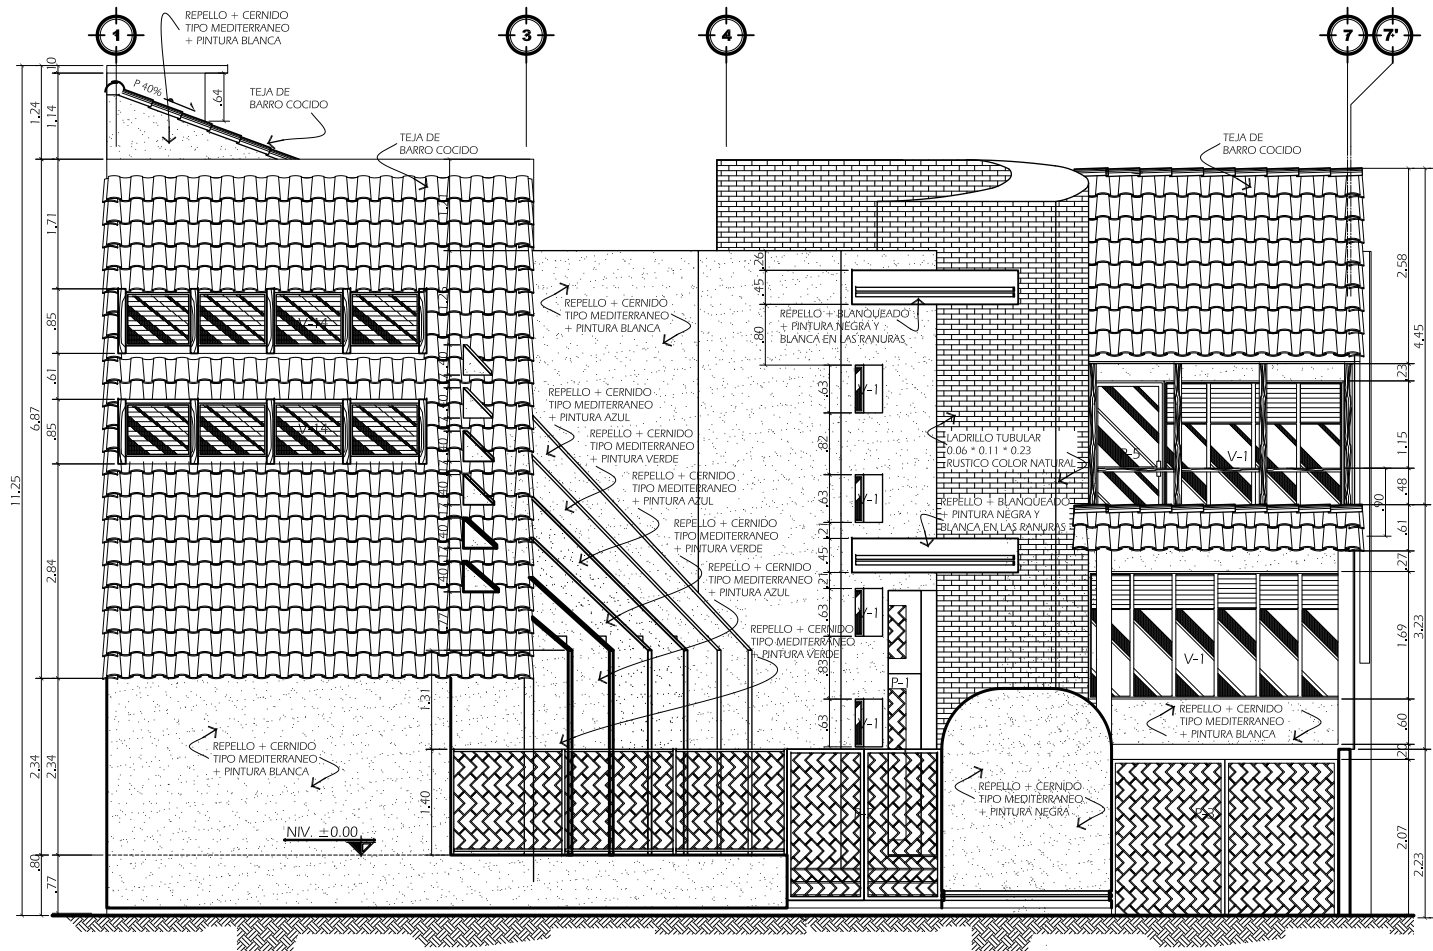 1
3
4
7
7'
REPELLO + CERNIDO
TIPO MEDITERRANEO
+ PINTURA BLANCA
P 40%
.64
TEJA DE
BARRO COCIDO
TEJA DE
BARRO COCIDO
TEJA DE
BARRO COCIDO
.10
1.24
1.14
1.71
.85
.61
.85
6.87
11.25
2.84
2.34
2.34
.80
.77
V-14
V-14
REPELLO + CERNIDO
TIPO MEDITERRANEO
+ PINTURA BLANCA
REPELLO + CERNIDO
TIPO MEDITERRANEO
+ PINTURA AZUL
REPELLO + CERNIDO
TIPO MEDITERRANEO
+ PINTURA VERDE
REPELLO + CERNIDO
TIPO MEDITERRANEO
+ PINTURA AZUL
REPELLO + CERNIDO
TIPO MEDITERRANEO
+ PINTURA VERDE
REPELLO + CERNIDO
TIPO MEDITERRANEO
+ PINTURA AZUL
REPELLO + CERNIDO
TIPO MEDITERRANEO
+ PINTURA VERDE
1.31
1.40
.26
.45
.80
.63
.82
.63
.21
.45
.21
.63
.83
.63
V-1
V-1
V-1
V-1
P-1
REPELLO + BLANQUEADO
+ PINTURA NEGRA Y
BLANCA EN LAS RANURAS
LADRILLO TUBULAR
0.06 * 0.11 * 0.23
RUSTICO COLOR NATURAL
REPELLO + BLANQUEADO
+ PINTURA NEGRA Y
BLANCA EN LAS RANURAS
P-5
V-1
V-1
REPELLO + CERNIDO
TIPO MEDITERRANEO
+ PINTURA BLANCA
REPELLO + CERNIDO
TIPO MEDITERRANEO
+ PINTURA NEGRA
REPELLO + CERNIDO
TIPO MEDITERRANEO
+ PINTURA BLANCA
NIV. ±0.00
2.58
.23
1.15
.48
.90
.61
.27
1.69
.60
2.07
4.45
3.23
2.23